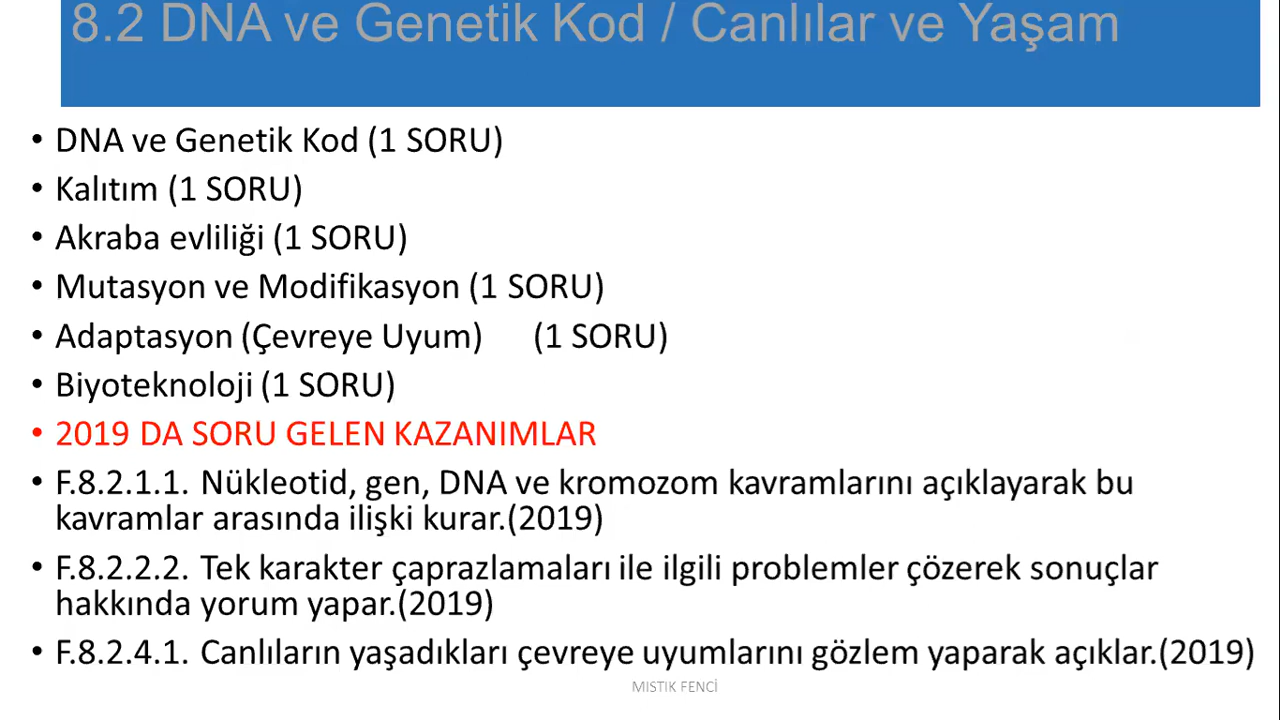 8.2 DNA ve Genetik Kod / Canlılar ve Yaşam
• DNA ve Genetik Kod (1 SORU)
• Kalıtım (1 SORU)
• Akraba evliliği (1 SORU)
• Mutasyon ve Modifikasyon (1 SORU)
• Adaptasyon (Çevreye Uyum) (1 SORU)
• Biyoteknoloji (1 SORU)
• 2019 DA SORU GELEN KAZANIMLAR
• F.8.2.1.1. Nükleotid, gen, DNA ve kromozom kavramlarını açıklayarak bu
kavramlar arasında ilişki kurar.(2019)
• F.8.2.2.2. Tek karakter çaprazlamaları ile ilgili problemler çözerek sonuçlar
hakkında yorum yapar.(2019)
• F.8.2.4.1. Canlıların yaşadıkları çevreye uyumlarını gözlem yaparak açıklar.(2019)
MISTIK FENCİ